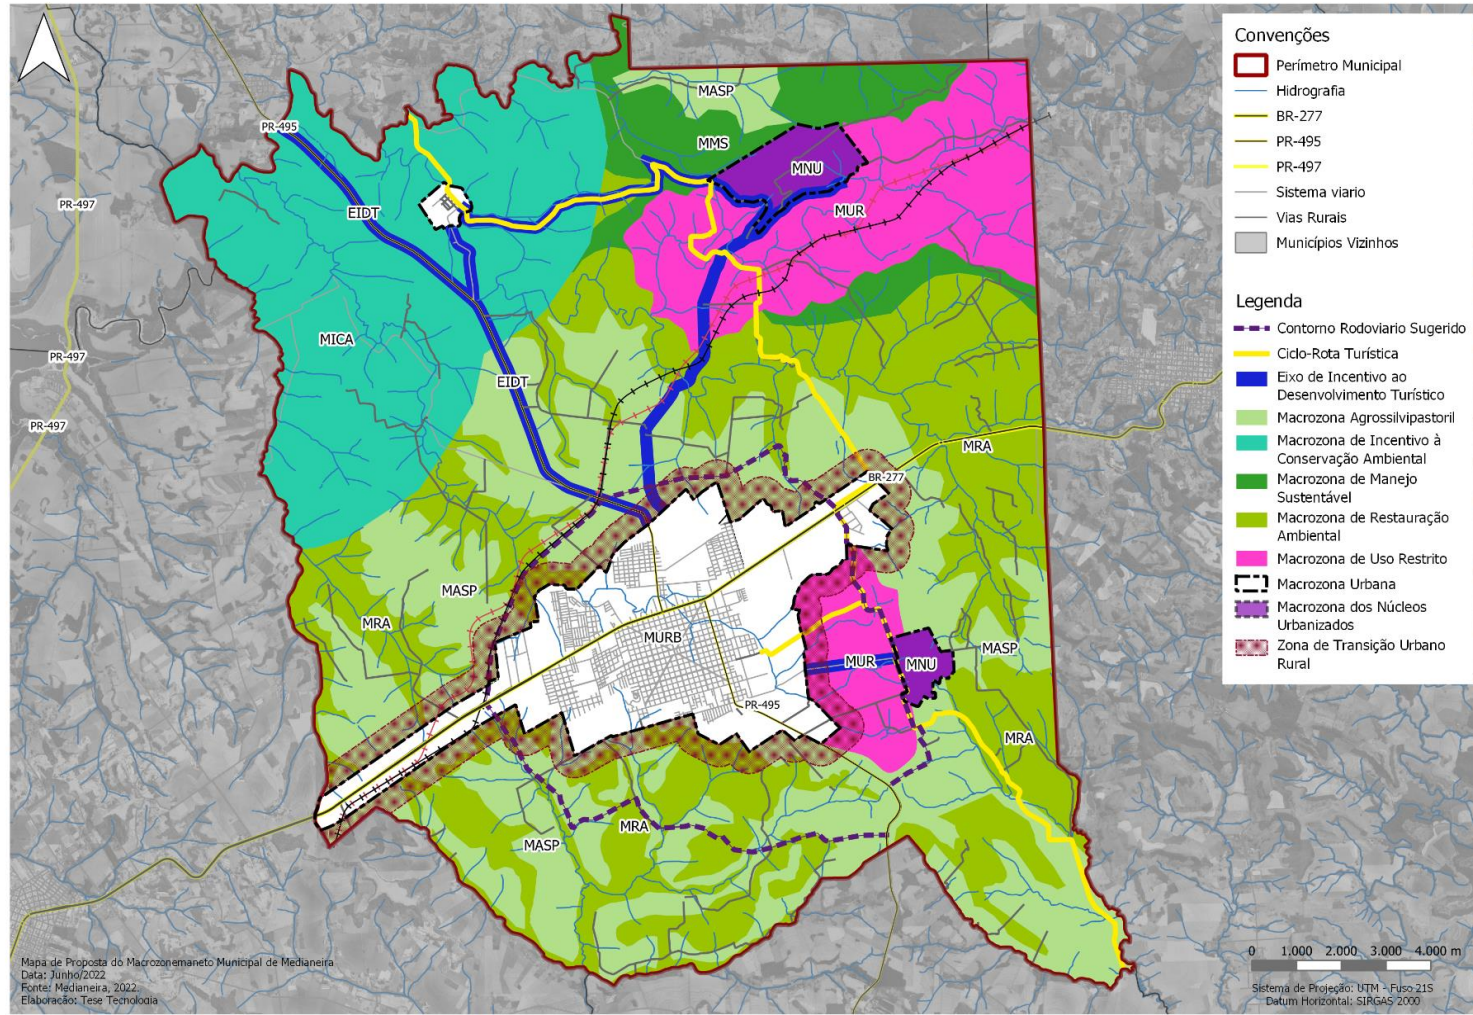 Convenções
Perímetro Municipal
Hidrografia
BR-277
PR-495
PR-497
Sistema viario
Vias Rurais
Municípios Vizinhos
Legenda
Contorno Rodoviario Sugerido
Ciclo-Rota Turística
Eixo de Incentivo ao
Desenvolvimento Turístico
Macrozona Agrossilvipastoril
Macrozona de Incentivo à
Conservação Ambiental
Macrozona de Manejo
Sustentável
Macrozona de Restauração
Ambiental
Macrozona de Uso Restrito
Macrozona Urbana
Macrozona dos Núcleos
Urbanizados
Zona de Transição Urbano
Rural
MASP
PR-495
MMS
MNU
PR-497
EIDT
MUR
MICA
PR-497
EIDT
PR-497
MRA
BR-277
MASP
MRA
MURB
MASP
MUR
MNU
PR-495
MRA
MRA
MASP
0 1.000 2.000 3.000 4.000 m
Sistema de Projeção: UTM - Fuso 21S
Datum Horizontal: SIRGAS 2000
Mapa de Proposta do Macrozonemaneto Municipal de Medianeira
Data: Junho/2022
Fonte: Medianeira, 2022.
Elaboracão: Tese Tecnologia